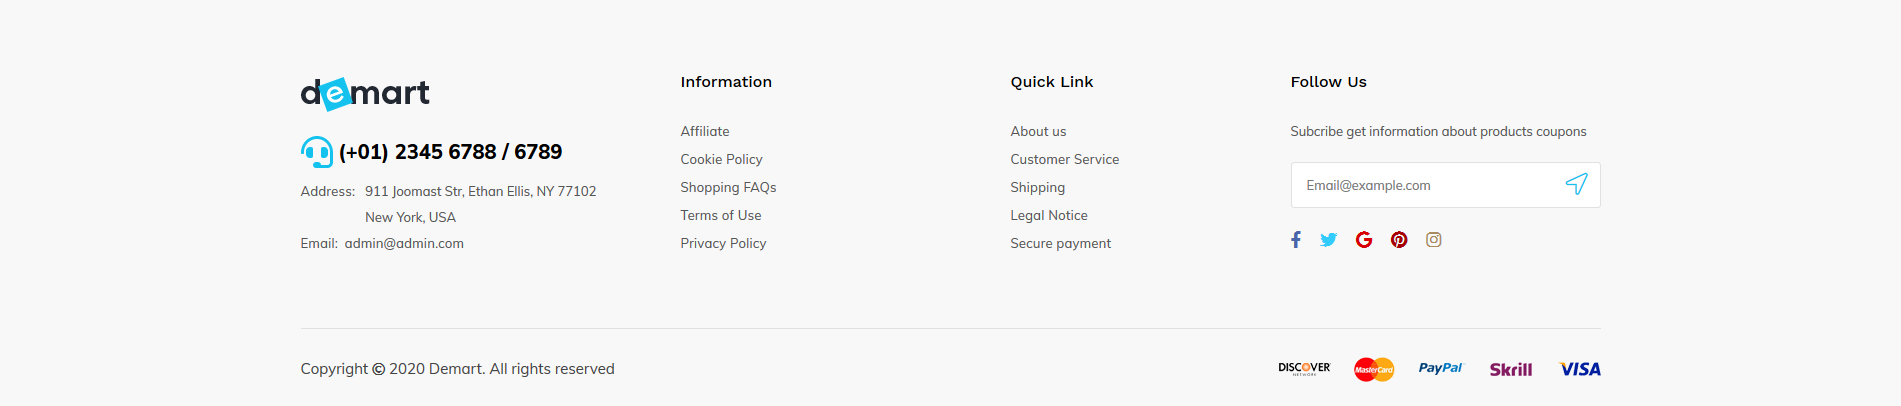 demart
(+01) 2345 6788 / 6789
Address: 911 Joomast Str, Ethan Ellis, NY 77102
New York, USA
Email: admin@admin.com
Information
Affiliate
Cookie Policy
Shopping FAQs
Terms of Use
Privacy Policy
Quick Link
About us
Customer Service
Shipping
Legal Notice
Secure payment
Follow Us
Subcribe get information about products coupons
Email@example.com
Copyright © 2020 Demart. All rights reserved
DISCOVER
NETWORK
MasterCard
PayPal
Skrill
VISA